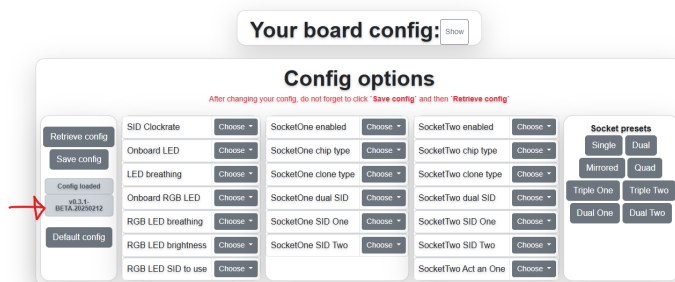 Your board config: Show
Config options
After changing your config, do not forget to click `Save config` and then `Retrieve config`
Retrieve config
Save config
Config loaded
v0.3.1-
BETA.20250212
Default config
SID Clockrate Choose
Onboard LED Choose
LED breathing Choose
Onboard RGB LED Choose
RGB LED breathing Choose
RGB LED brightness Choose
RGB LED SID to use Choose
SocketOne enabled Choose
SocketOne chip type Choose
SocketOne clone type Choose
SocketOne dual SID Choose
SocketOne SID One Choose
SocketOne SID Two Choose
SocketTwo enabled Choose
SocketTwo chip type Choose
SocketTwo clone type Choose
SocketTwo dual SID Choose
SocketTwo SID One Choose
SocketTwo SID Two Choose
SocketTwo Act an One Choose
Socket presets
Single Dual
Mirrored Quad
Triple One Triple Two
Dual One Dual Two